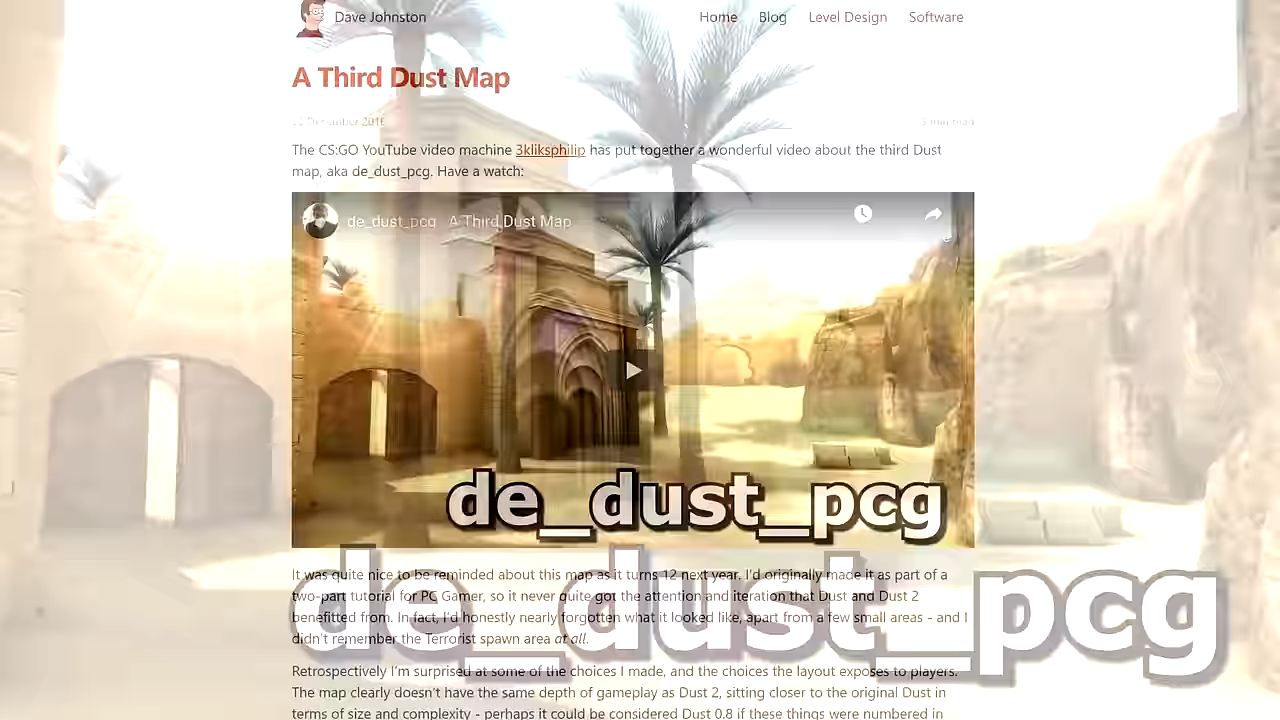 Dave Johnston
Home Blog Level Design Software
A Third Dust Map
December 2016
min read
The CS:GO YouTube video machine 3kliksphilip has put together a wonderful video about the third Dust
map, aka de_dust_pcg. Have a watch:
de_dust_pcg A Third Dust Map
de_dust_pcg
It was quite nice to be reminded about this map as it turns 12 next year. I'd originally made it as part of a
two-part tutorial for PC Gamer, so it never quite got the attention and iteration that Dust and Dust 2
benefitted from. In fact, I'd honestly nearly forgotten what it looked like, apart from a few small areas - and I
didn't remember the Terrorist spawn area at all.
de_dust_pcg
Retrospectively I'm surprised at some of the choices I made, and the choices the layout exposes to players.
The map clearly doesn't have the same depth of gameplay as Dust 2, sitting closer to the original Dust in
terms of size and complexity - perhaps it could be considered Dust 0.8 if these things were numbered in